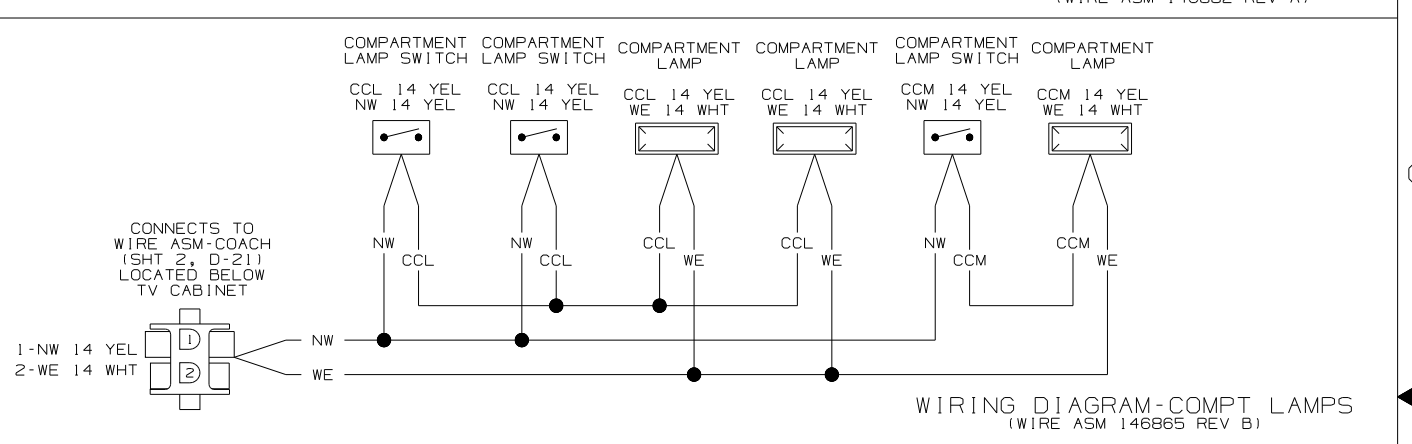 (WIRE ASM 146862 REV A)
COMPARTMENT
LAMP SWITCH
CCL 14 YEL
NW 14 YEL
COMPARTMENT
LAMP SWITCH
CCL 14 YEL
NW 14 YEL
COMPARTMENT
LAMP
CCL 14 YEL
WE 14 WHT
COMPARTMENT
LAMP
CCL 14 YEL
WE 14 WHT
COMPARTMENT
LAMP SWITCH
CCM 14 YEL
NW 14 YEL
COMPARTMENT
LAMP
CCM 14 YEL
WE 14 WHT
NW
CCL
NW
CCL
CCL
WE
CCL
WE
NW
CCM
CCM
WE
CONNECTS TO
WIRE ASM-COACH
(SHT 2, D-21)
LOCATED BELOW
TV CABINET
1-NW 14 YEL
2-WE 14 WHT
1
2
NW
WE
WIRING DIAGRAM-COMPT LAMPS
(WIRE ASM 146865 REV B)